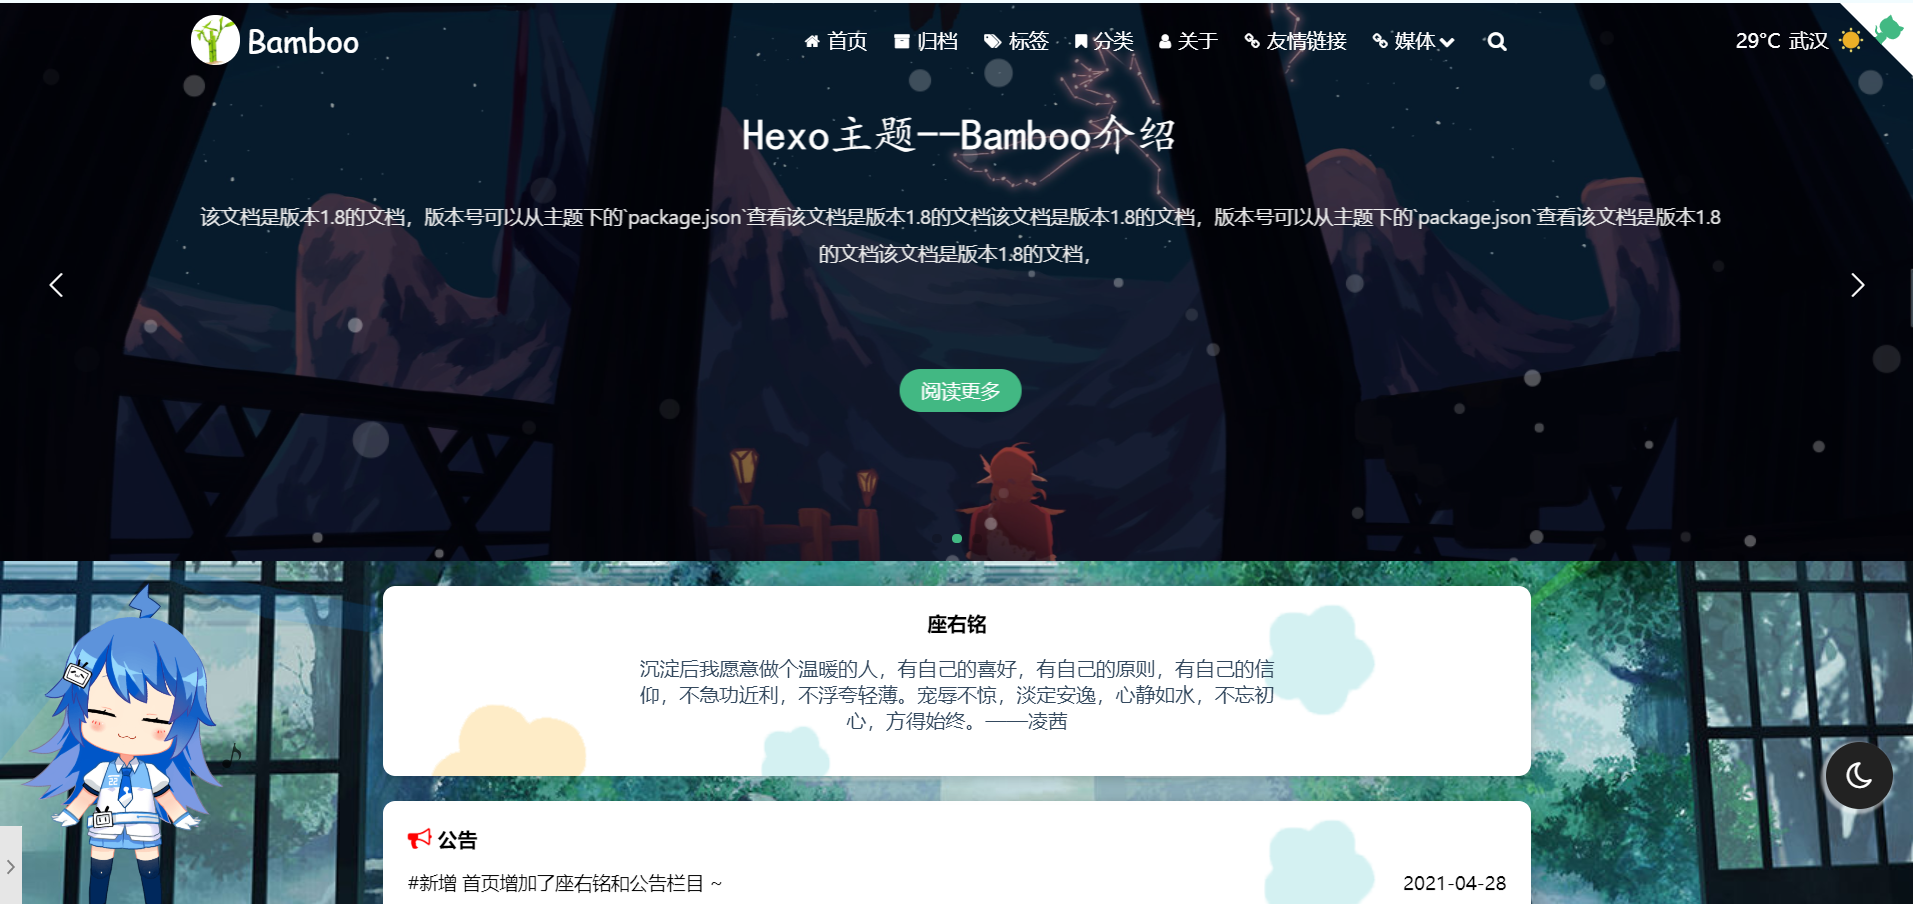 Bamboo 首页 归档 标签 分类 关于 友情链接 媒体 29°C 武汉
Hexo主题--Bamboo介绍
该文档是版本1.8的文档，版本号可以从主题下的`package.json`查看该文档是版本1.8的文档该文档是版本1.8的文档，版本号可以从主题下的`package.json`查看该文档是版本1.8
的文档该文档是版本1.8的文档，
阅读更多
座右铭
沉淀后我愿意做个温暖的人，有自己的喜好，有自己的原则，有自己的信
仰，不急功近利，不浮夸轻薄。宠辱不惊，淡定安逸，心静如水，不忘初
心，方得始终。——凌茜
公告
#新增 首页增加了座右铭和公告栏目 ~ 2021-04-28